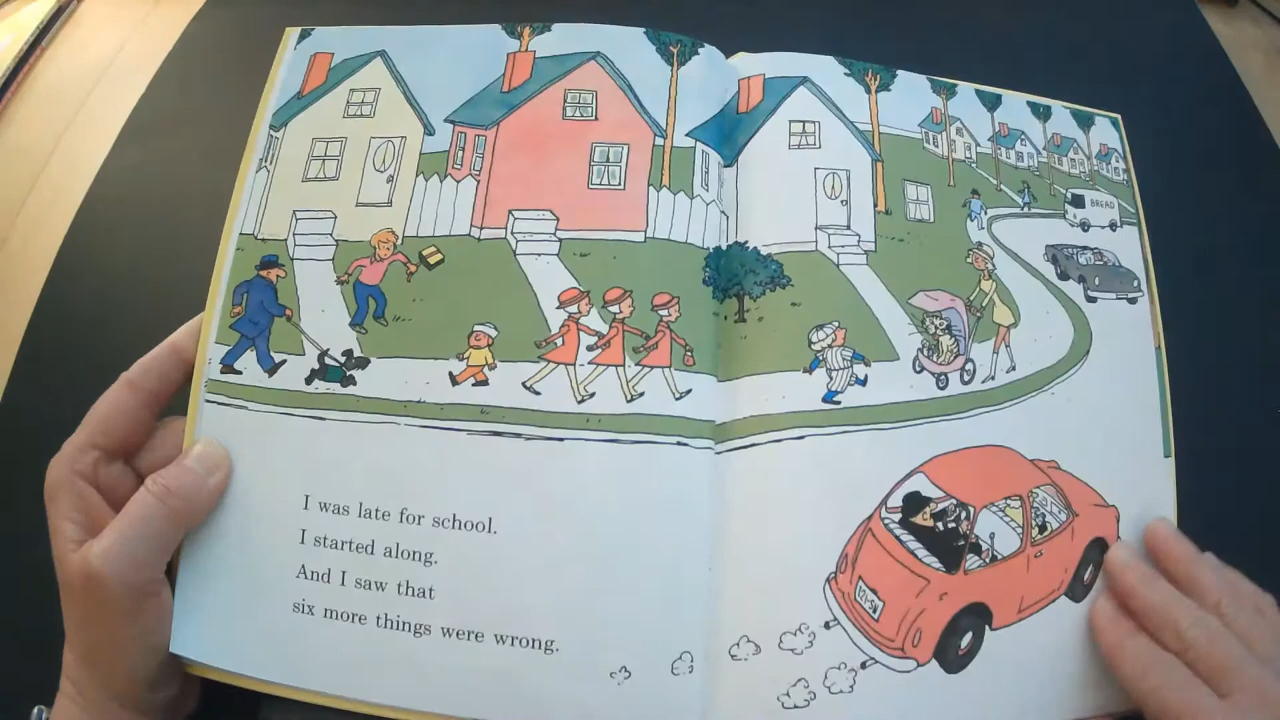 BREAD
I was late for school.
I started along.
And I saw that
six more things were wrong.